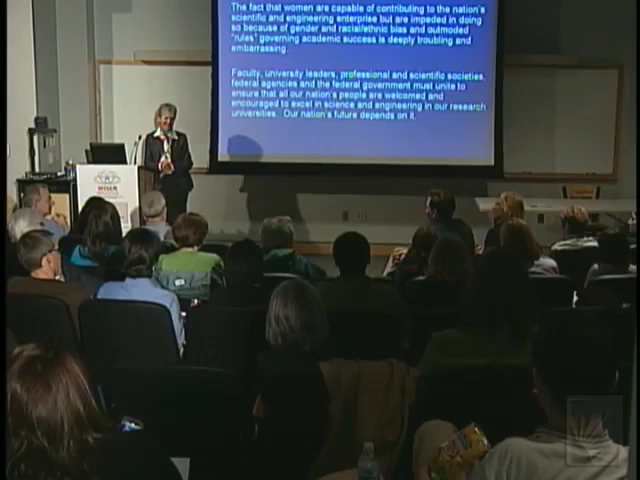 The fact that women are capable of contributing to the nation's
scientific and engineering enterprise but are impeded in doing
so because of gender and racial/ethnic bias and outmoded
"rules" governing academic success is deeply troubling and
embarrassing.
Faculty, university leaders, professional and scientific societies,
federal agencies and the federal government must unite to
ensure that all our nation's people are welcomed and
encouraged to excel in science and engineering in our research
universities. Our nation's future depends on it.